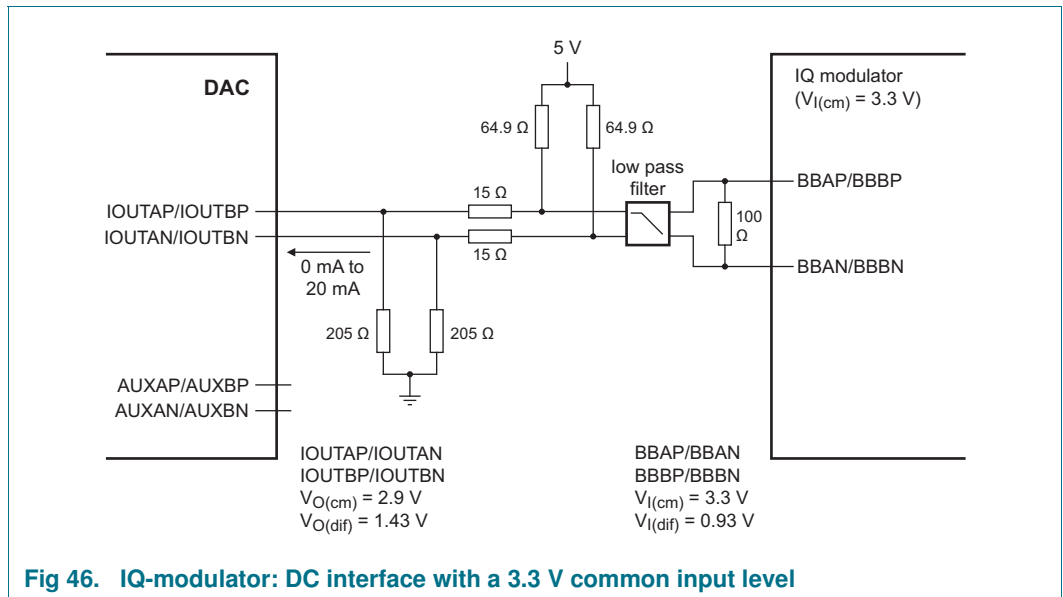 5 V
DAC
IQ modulator
(VI(cm) = 3.3 V)
64.9 Ω
64.9 Ω
low pass
filter
15 Ω
BBAP/BBBP
IOUTAP/IOUTBP
100
Ω
IOUTAN/IOUTBN
15 Ω
0 mA to
20 mA
BBAN/BBBN
205 Ω
205 Ω
AUXAP/AUXBP
AUXAN/AUXBN
IOUTAP/IOUTAN
IOUTBP/IOUTBN
VO(cm) = 2.9 V
VO(dif) = 1.43 V
BBAP/BBAN
BBBP/BBBN
VI(cm) = 3.3 V
VI(dif) = 0.93 V
Fig 46. IQ-modulator: DC interface with a 3.3 V common input level